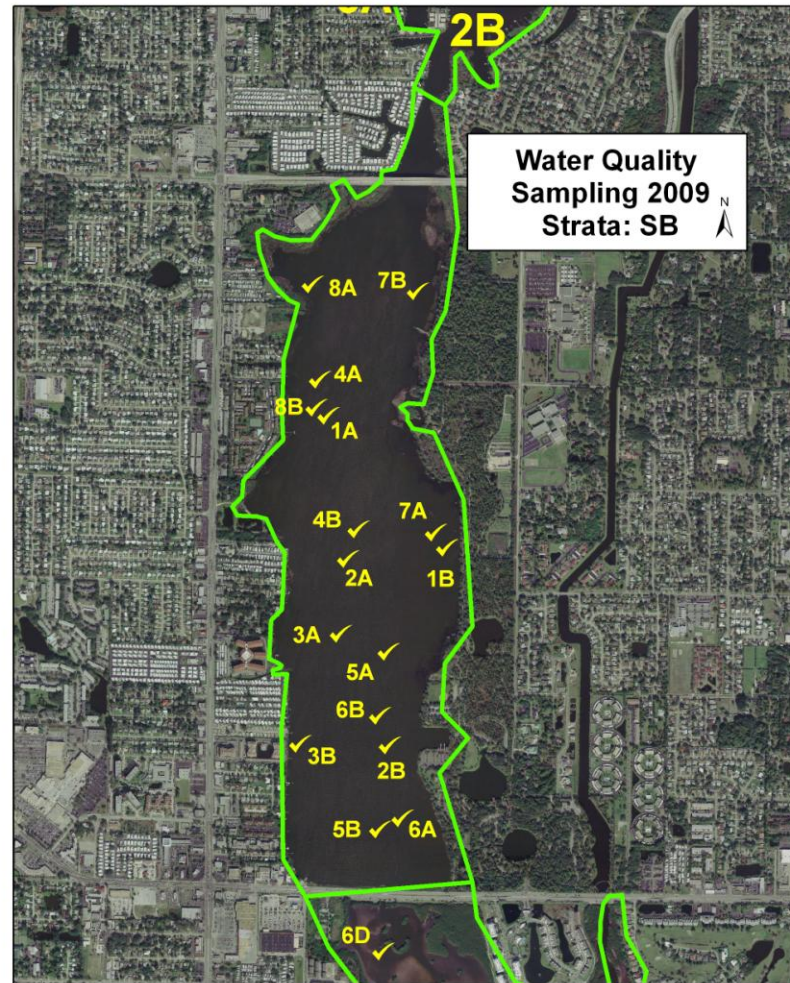 2B
Water Quality
Sampling 2009
Strata: SB
N
8A
7B
4A
8B
1A
4B
7A
2A
1B
3A
5A
6B
3B
2B
5B
6A
6D